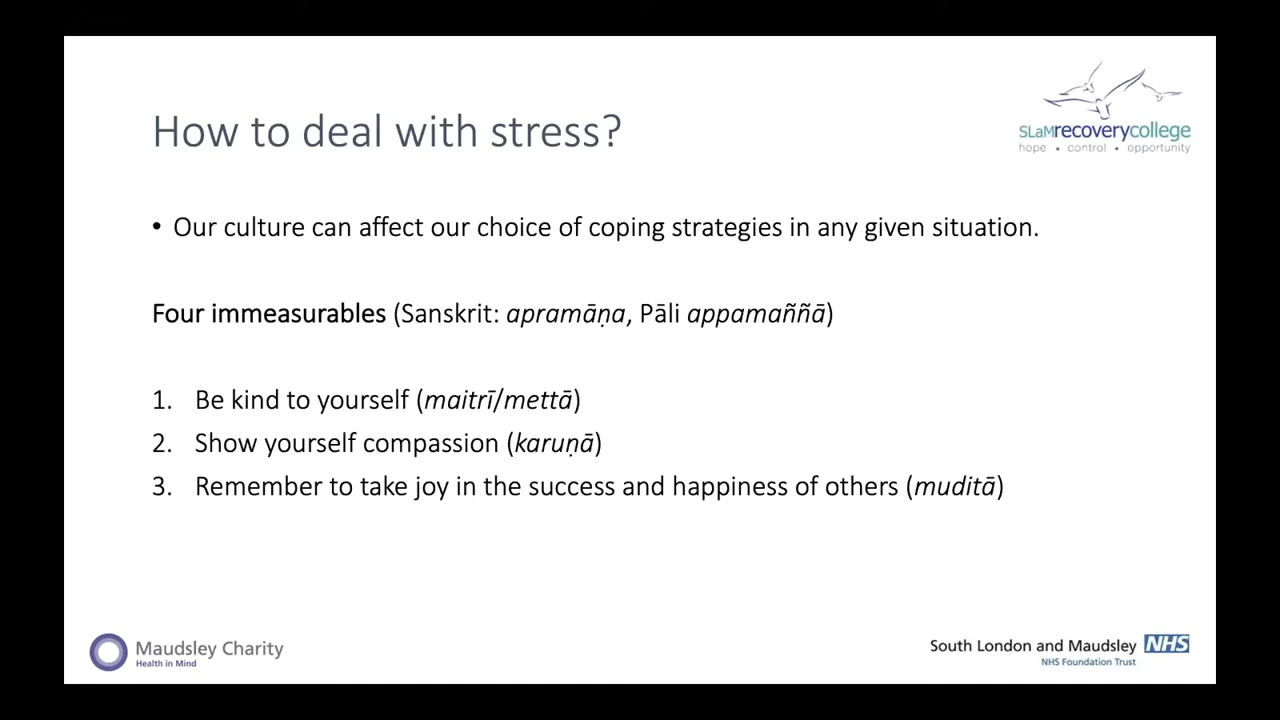 SLaMrecoverycollege
hope • control • opportunity
How to deal with stress?
• Our culture can affect our choice of coping strategies in any given situation.
Four immeasurables (Sanskrit: apramāṇa, Pāli appamaññā)
1. Be kind to yourself (maitrī/mettā)
2. Show yourself compassion (karuṇā)
3. Remember to take joy in the success and happiness of others (muditā)
Maudsley Charity
Health in Mind
South London and Maudsley NHS
NHS Foundation Trust